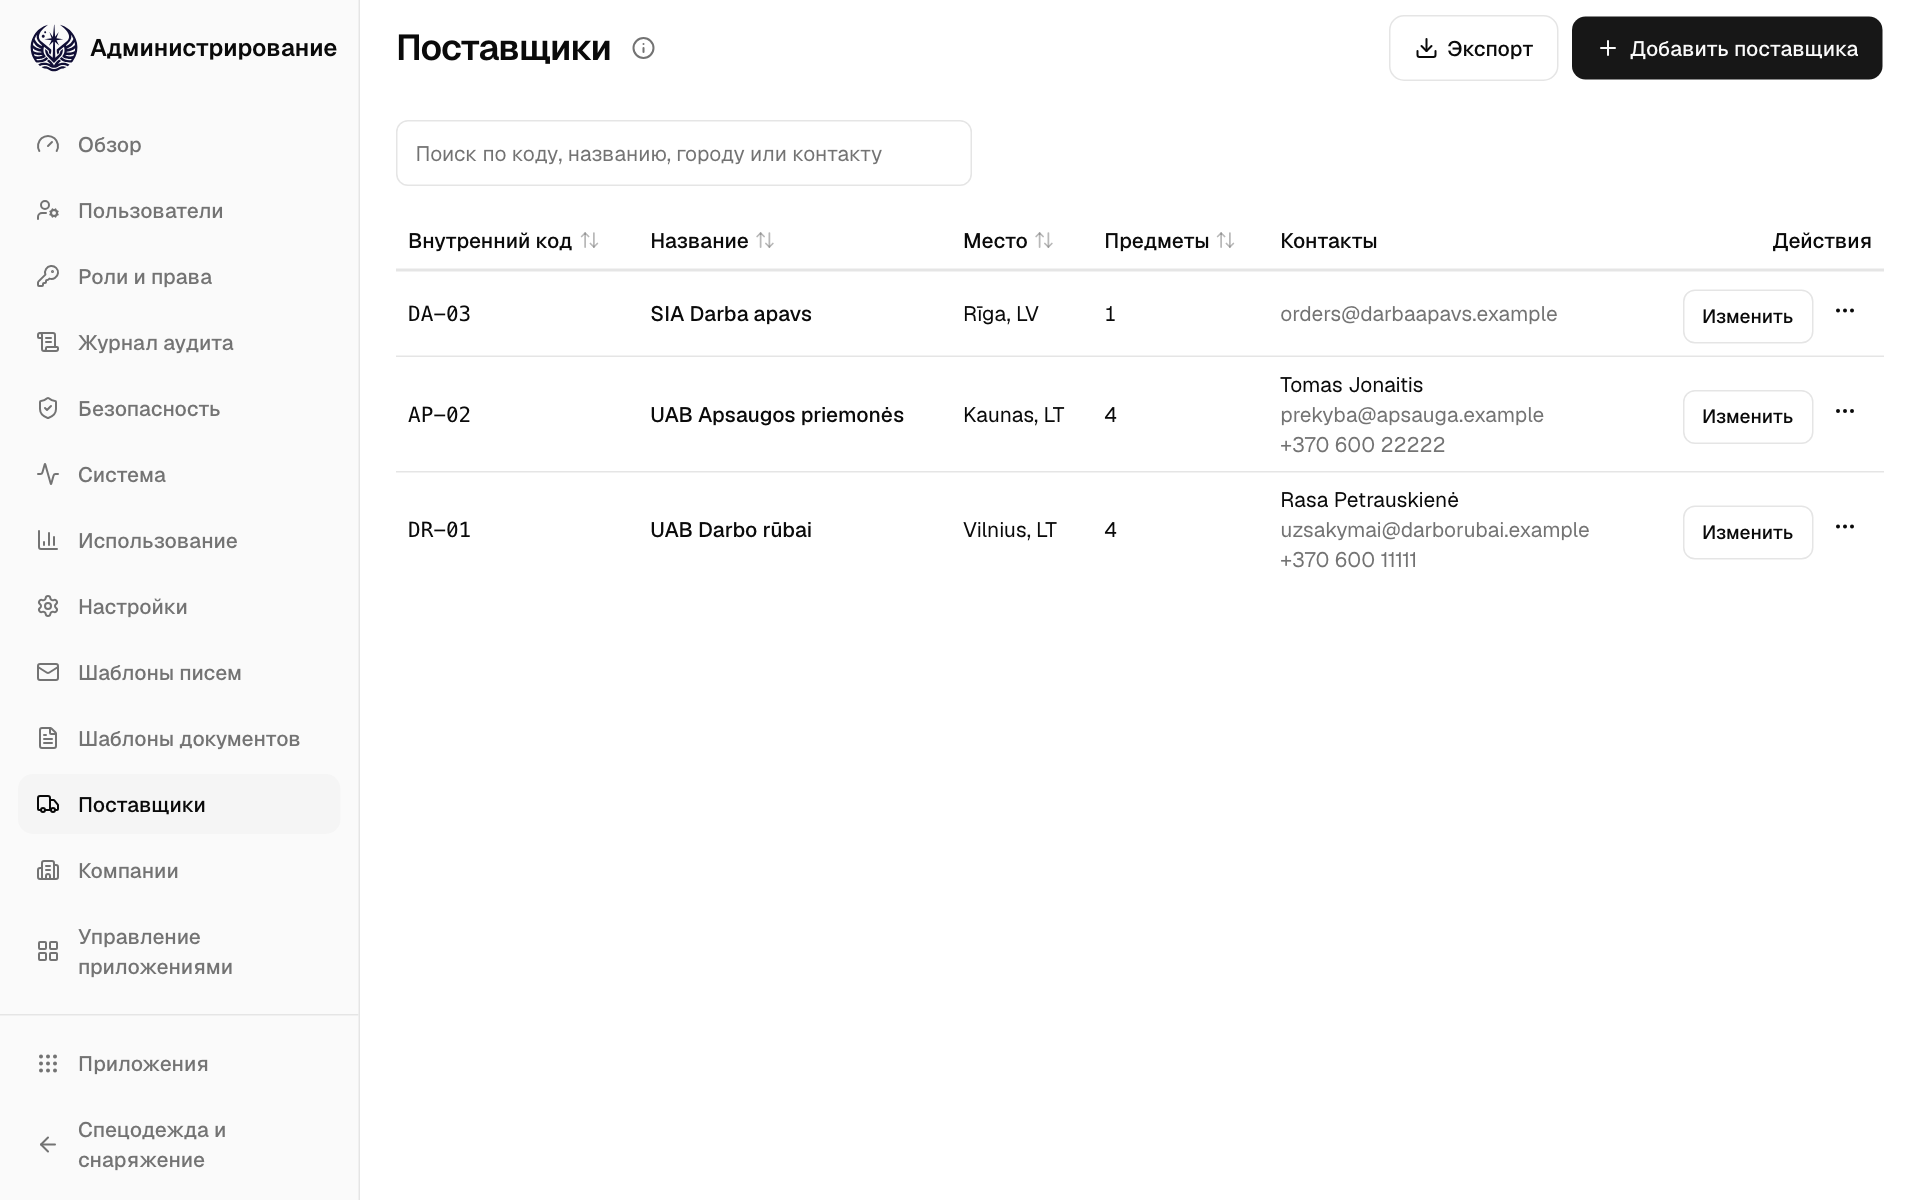 Администрирование
Обзор
Пользователи
Роли и права
Журнал аудита
Безопасность
Система
Использование
Настройки
Шаблоны писем
Шаблоны документов
Поставщики
Компании
Управление
приложениями
Приложения
Спецодежда и
снаряжение
Поставщики
Экспорт
Добавить поставщика
Поиск по коду, названию, городу или контакту
Внутренний код Название Место Предметы Контакты Действия
DA-03 SIA Darba apavs Rīga, LV 1 orders@darbaapavs.example Изменить
Tomas Jonaitis
AP-02 UAB Apsaugos priemonės Kaunas, LT 4 prekyba@apsauga.example Изменить
+370 600 22222
Rasa Petrauskienė
DR-01 UAB Darbo rūbai Vilnius, LT 4 uzsakymai@darborubai.example Изменить
+370 600 11111